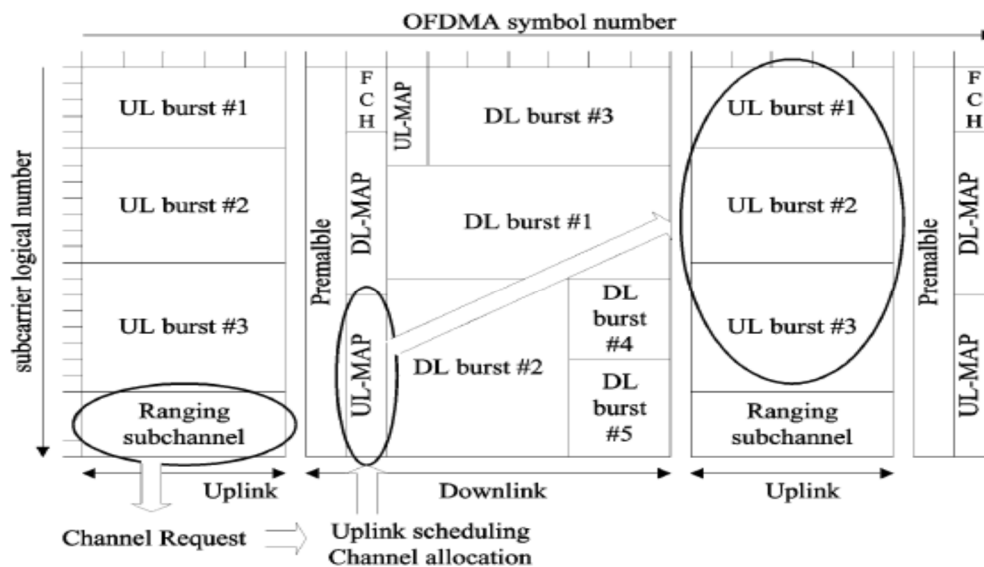 OFDMA symbol number
subcarrier logical number
UL burst #1
UL burst #2
UL burst #3
Ranging
subchannel
Premalble
F
C
H
DL-MAP
UL-MAP
UL-MAP
DL burst #3
DL burst #1
DL burst #2
DL
burst
#4
DL
burst
#5
UL burst #1
UL burst #2
UL burst #3
Ranging
subchannel
Premalble
F
C
H
DL-MAP
UL-MAP
Uplink
Downlink
Uplink
Channel Request
Uplink scheduling
Channel allocation